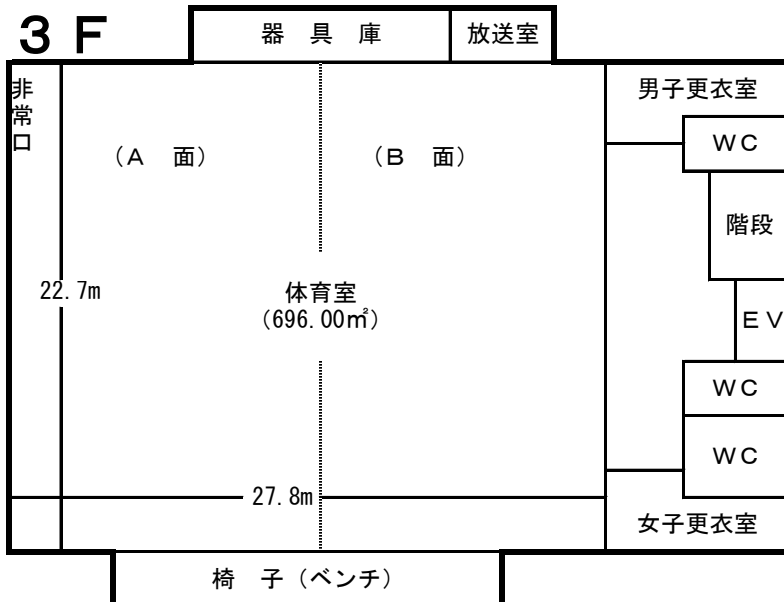 ３Ｆ
器　具　庫
放送室
非常口
男子更衣室
ＷＣ
（Ａ　面）
（Ｂ　面）
階段
22.7m
体育室
（696.00㎡）
ＥＶ
ＷＣ
ＷＣ
27.8m
女子更衣室
椅　子（ベンチ）